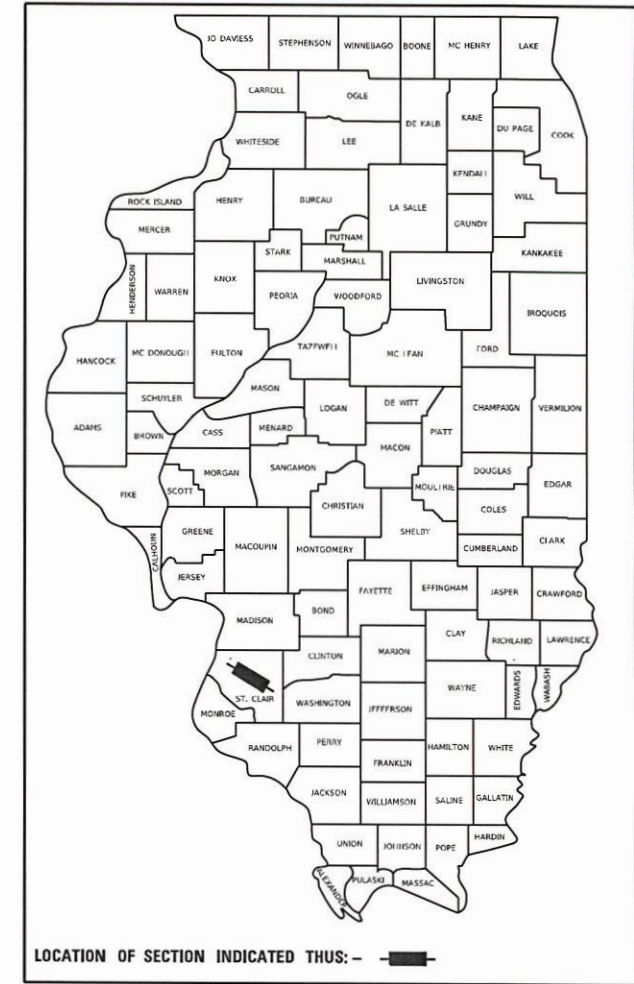 JO DAVIESS STEPHENSON WINNEBAGO BOONE MC HENRY LAKE
CARROLL OGLE DE KALB KANE DU PAGE COOK
WHITESIDE LEE
KENDALL WILL
ROCK ISLAND HENRY BUREAU LA SALLE GRUNDY
MERCER PUTNAM
STARK MARSHALL KANKAKEE
HENDERSON WARREN KNOX PEORIA WOODFORD LIVINGSTON IROQUOIS
HANCOCK MC DONOUGH FULTON TAZEWELL MC LEAN FORD
MASON
SCHUYLER LOGAN DE WITT CHAMPAIGN VERMILION
ADAMS BROWN CASS MENARD PIATT
MACON
MORGAN SANGAMON DOUGLAS EDGAR
PIKE SCOTT MOULTRIE
CHRISTIAN COLES
GREENE MACOUPIN SHELBY
CALHOUN MONTGOMERY CUMBERLAND CLARK
JERSEY FAYETTE EFFINGHAM JASPER CRAWFORD
MADISON BOND
CLAY RICHLAND LAWRENCE
CLINTON MARION
ST. CLAIR WASHINGTON JEFFERSON WAYNE EDWARDS WABASH
MONROE
RANDOLPH PERRY HAMILTON WHITE
FRANKLIN
JACKSON WILLIAMSON SALINE GALLATIN
UNION JOHNSON POPE HARDIN
ALEXANDER PULASKI MASSAC
LOCATION OF SECTION INDICATED THUS: –